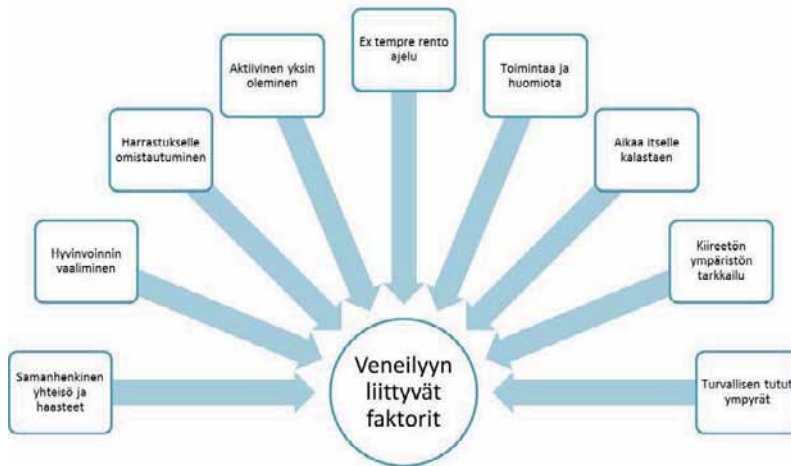 Samanhenkinen
yhteisö ja
haasteet
Hyvinvoinnin
vaaliminen
Harrastukselle
omistautuminen
Aktiivinen yksin
oleminen
Ex tempre rento
ajelu
Toimintaa ja
huomiota
Aikaa itselle
kalastaen
Kiireetön
ympäristön
tarkkailu
Turvallisen tutut
ympyrät
Veneilyyn
liittyvät
faktorit